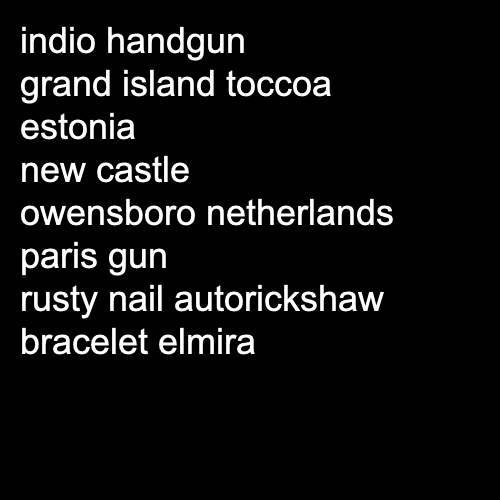 indio handgun
grand island toccoa
estonia
new castle
owensboro netherlands
paris gun
rusty nail autorickshaw
bracelet elmira